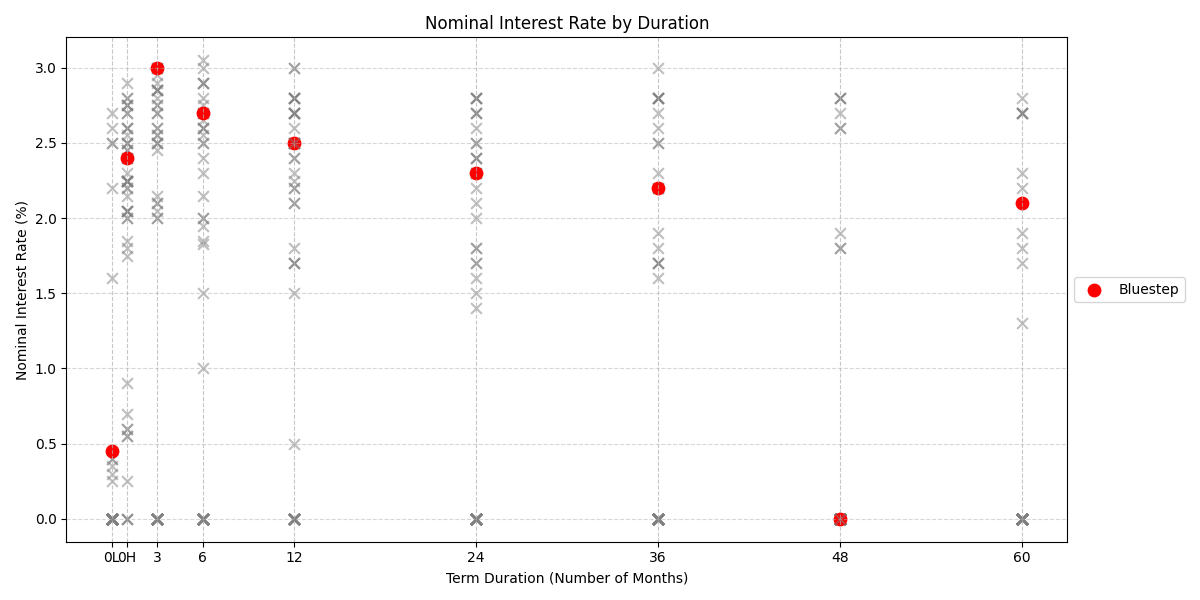 Nominal Interest Rate by Duration
Nominal Interest Rate (%)
3.0
2.5
2.0
1.5
1.0
0.5
0.0
0L 0H 3 6 12 24 36 48 60
Term Duration (Number of Months)
Bluestep